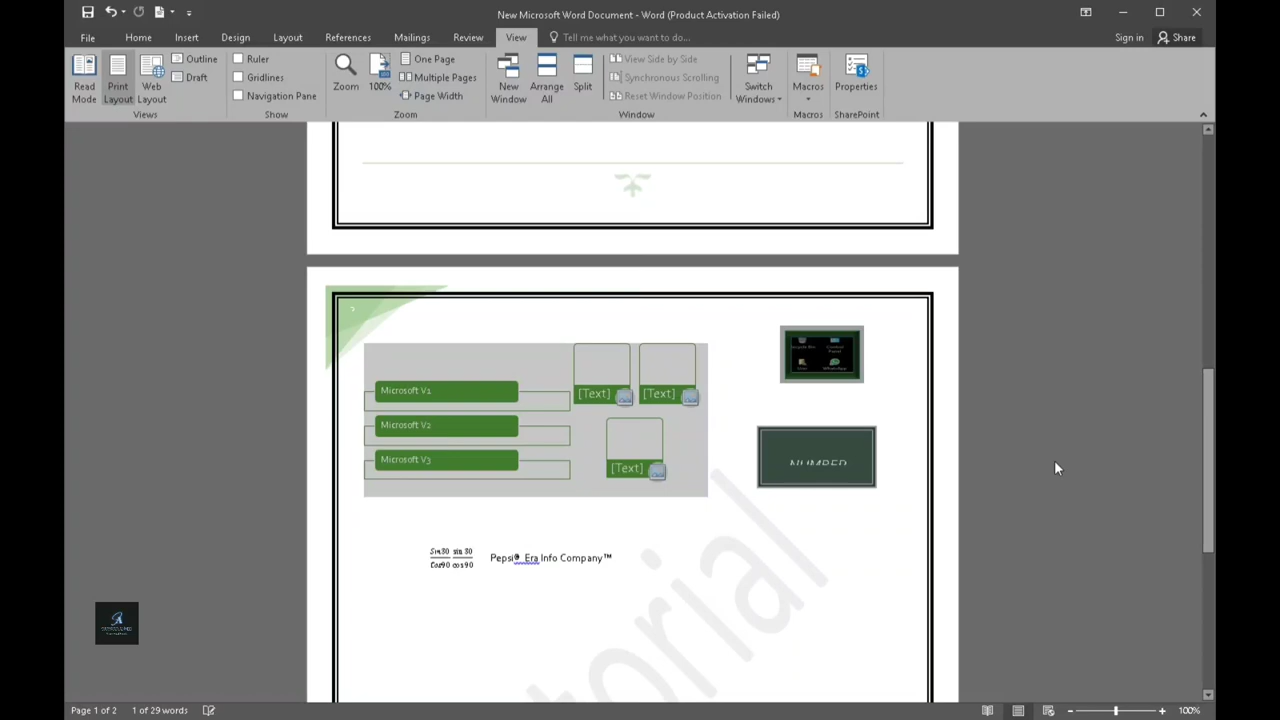 New Microsoft Word Document - Word (Product Activation Failed)
File Home Insert Design Layout References Mailings Review View Tell me what you want to do... Sign in Share
Read Mode
Print Layout
Web Layout
Outline
Draft
Views
Ruler
Gridlines
Navigation Pane
Show
Zoom
100%
One Page
Multiple Pages
Page Width
Zoom
New Window
Arrange All
Split
View Side by Side
Synchronous Scrolling
Reset Window Position
Window
Switch Windows
Macros
Macros
Properties
SharePoint
Microsoft V1
Microsoft V2
Microsoft V3
[Text] [Text]
[Text]
Control Panel
WhatsApp
NUMBER
Sin30 sin 30
Cos90 cos90
Pepsi® Era Info Company™
torial
Page 1 of 2 1 of 29 words 100%